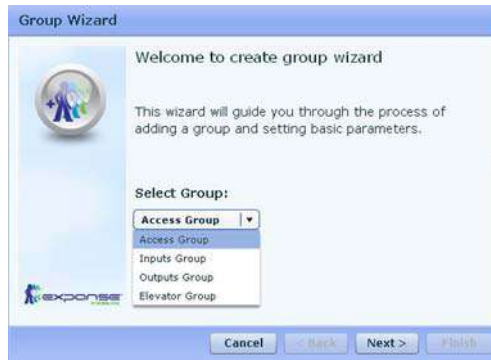 Group Wizard
Welcome to create group wizard
This wizard will guide you through the process of
adding a group and setting basic parameters.
Select Group:
Access Group
Access Group
Inputs Group
Outputs Group
Elevator Group
exponse
Cancel
< Back
Next >
Finish